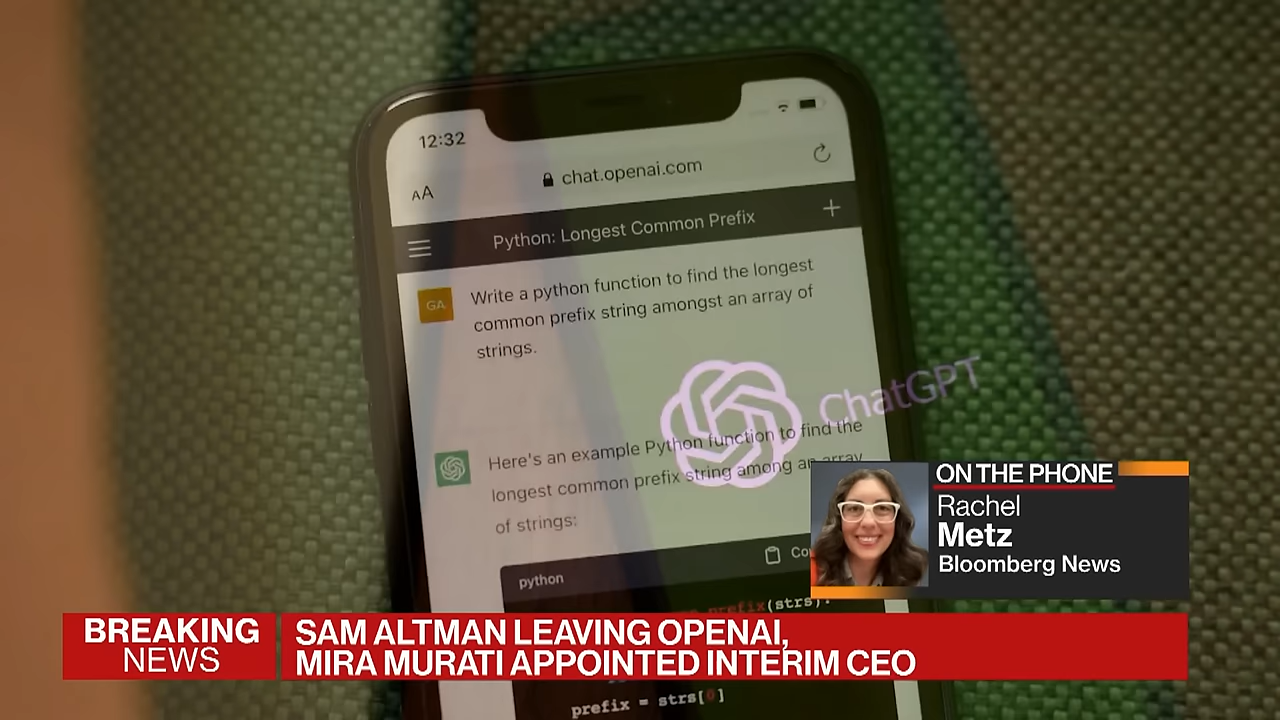 12:32
AA
chat.openai.com
Python: Longest Common Prefix
GA
Write a python function to find the longest
common prefix string amongst an array of
strings.
ChatGPT
Here's an example Python function to find the
longest common prefix string among an array
of strings:
python
prefix(strs):
prefix = strs[0]
ON THE PHONE
Rachel
Metz
Bloomberg News
BREAKING
NEWS
SAM ALTMAN LEAVING OPENAI,
MIRA MURATI APPOINTED INTERIM CEO